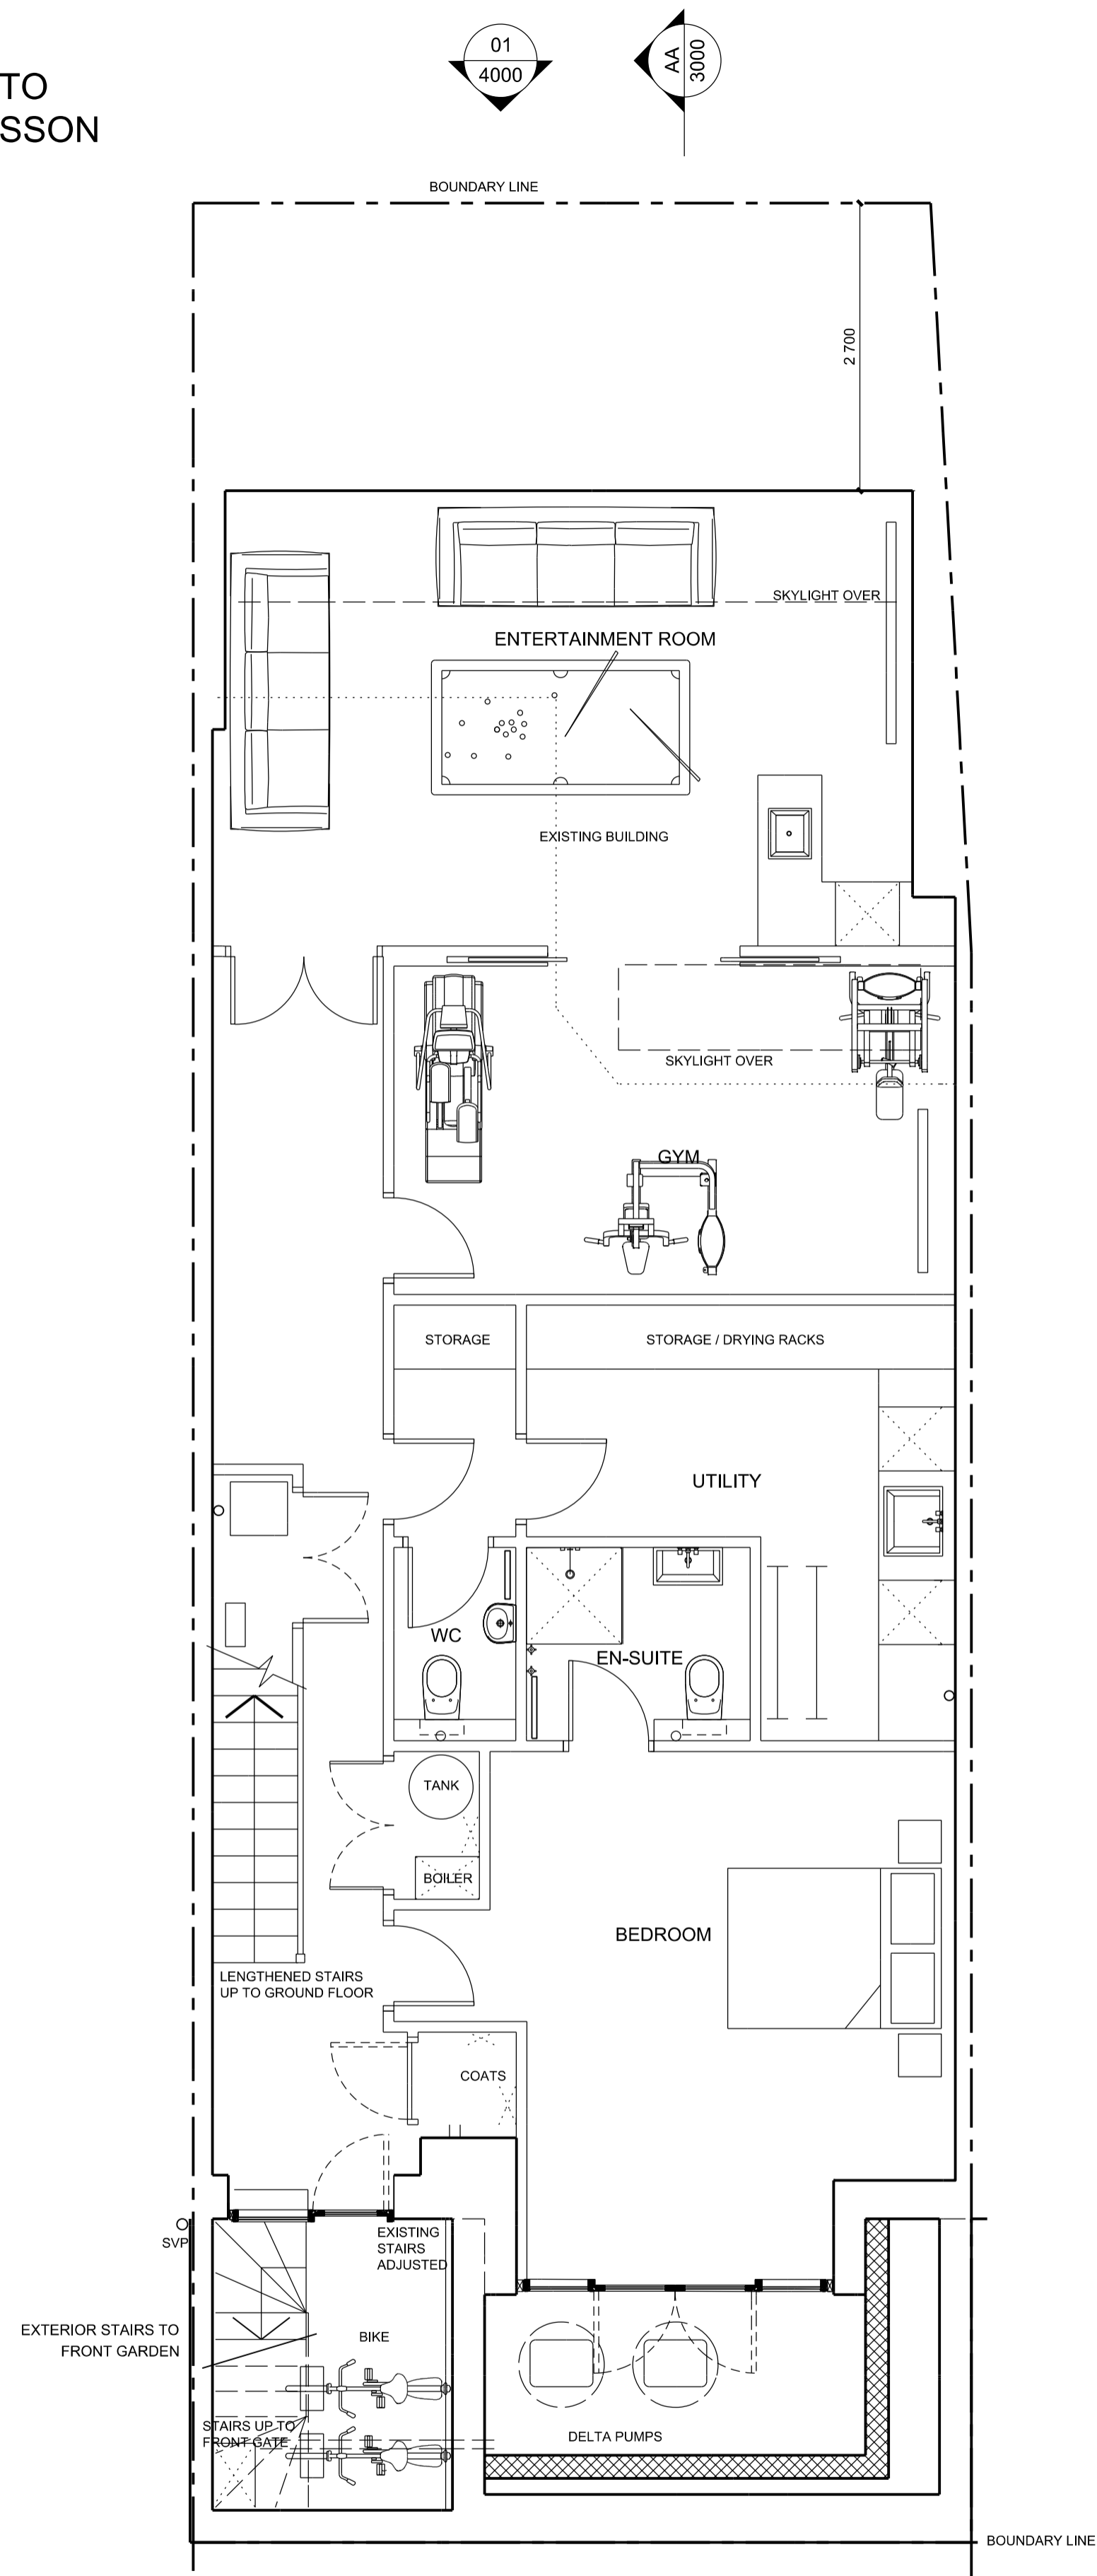 01
4000
AA
3000
TO
SSON
BOUNDARY LINE
2 700
SKYLIGHT OVER
ENTERTAINMENT ROOM
EXISTING BUILDING
SKYLIGHT OVER
GYM
STORAGE
STORAGE / DRYING RACKS
UTILITY
WC
EN-SUITE
TANK
BOILER
BEDROOM
LENGTHENED STAIRS
UP TO GROUND FLOOR
COATS
SVP
EXISTING
STAIRS
ADJUSTED
EXTERIOR STAIRS TO
FRONT GARDEN
BIKE
STAIRS UP TO
FRONT GATE
DELTA PUMPS
BOUNDARY LINE